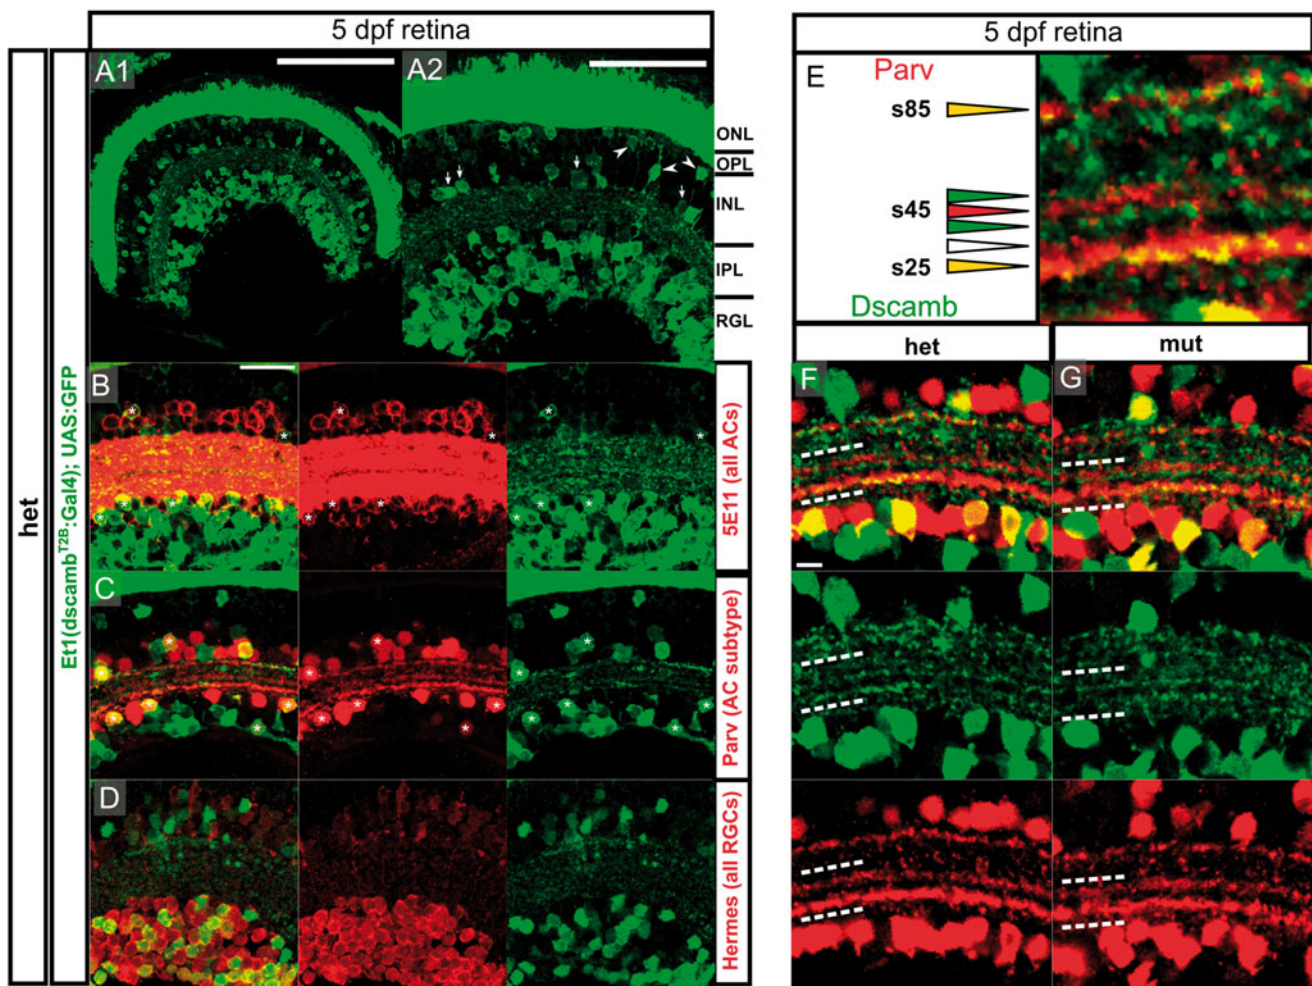 5 dpf retina
het
Et1(dscamb^T2B:Gal4); UAS:GFP
A1
A2
ONL
OPL
INL
IPL
RGL
B
5E11 (all ACs)
C
Parv (AC subtype)
D
Hermes (all RGCs)
5 dpf retina
E
Parv
s85
s45
s25
Dscamb
het
mut
F
G